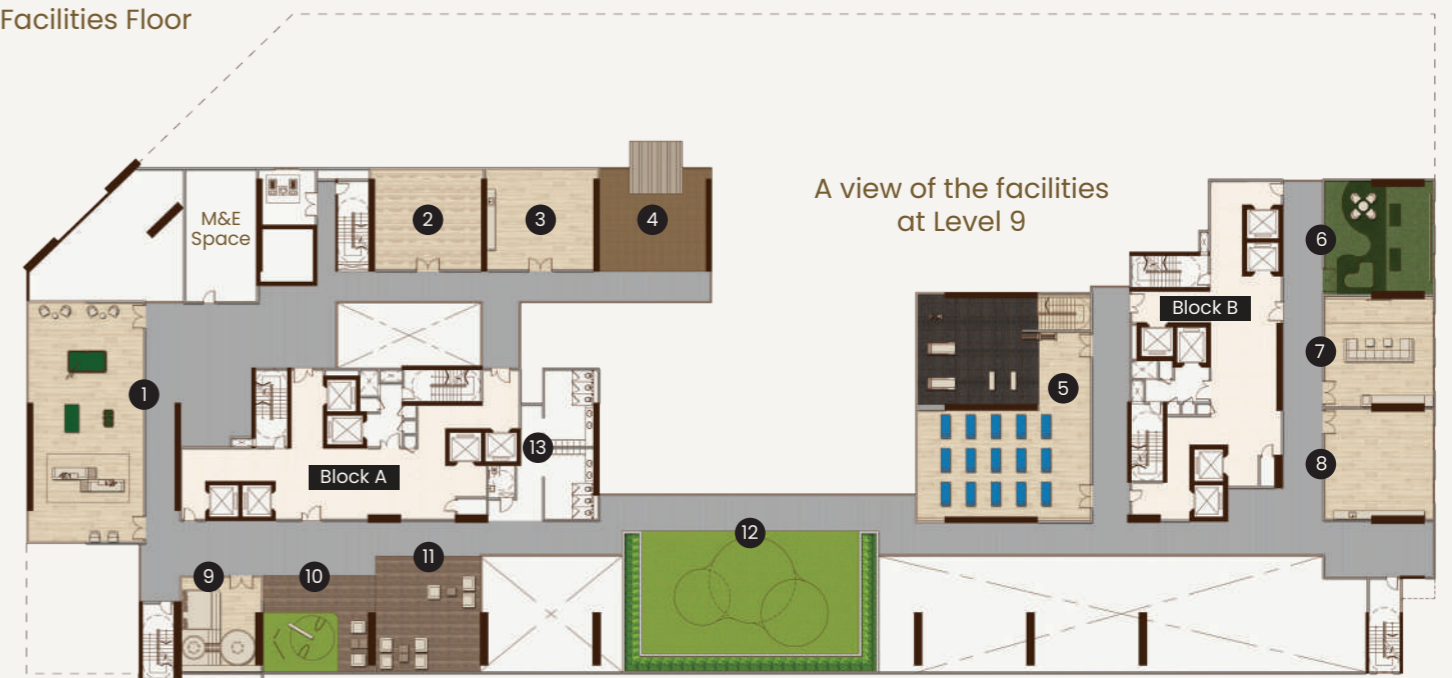 Facilities Floor
A view of the facilities
at Level 9
M&E
Space
2
3
4
6
Block B
7
1
5
13
8
Block A
12
11
9
10